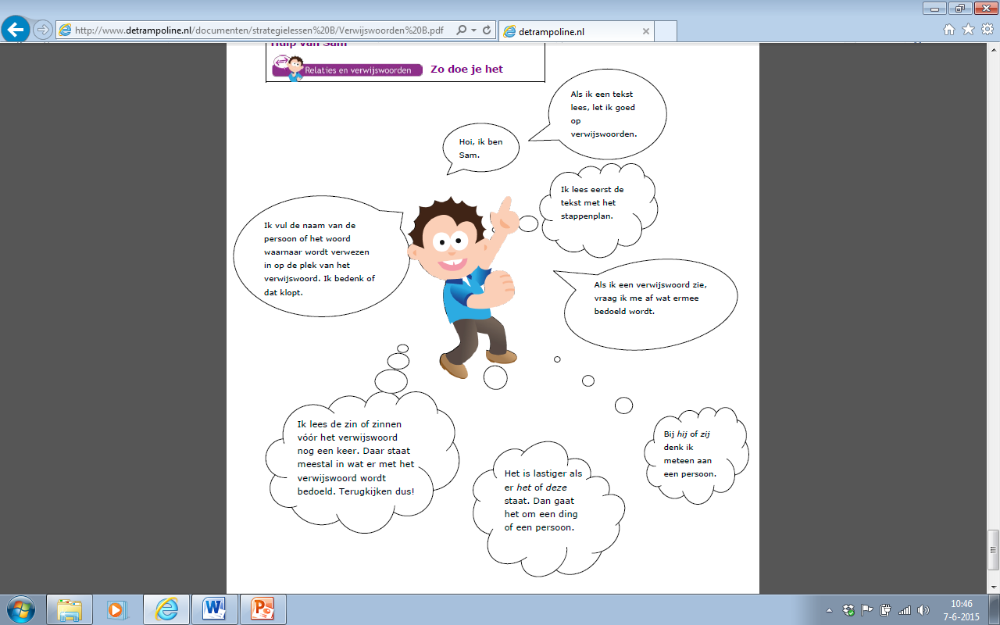 http://www.detrampoline.nl/documenten/strategielessen%20B/Verwijswoorden%20B.pdf
detrampoline.nl
Hulp van Sam
Relaties en verwijswoorden
Zo doe je het
Als ik een tekst
lees, let ik goed
op
verwijswoorden.
Hoi, ik ben
Sam.
Ik lees eerst de
tekst met het
stappenplan.
Ik vul de naam van de
persoon of het woord
waarnaar wordt verwezen
in op de plek van het
verwijswoord. Ik bedenk of
dat klopt.
Als ik een verwijswoord zie,
vraag ik me af wat ermee
bedoeld wordt.
Ik lees de zin of zinnen
vóór het verwijswoord
nog een keer. Daar staat
meestal in wat er met het
verwijswoord wordt
bedoeld. Terugkijken dus!
Het is lastiger als
er het of deze
staat. Dan gaat
het om een ding
of een persoon.
Bij hij of zij
denk ik
meteen aan
een persoon.
10:46
7-6-2015